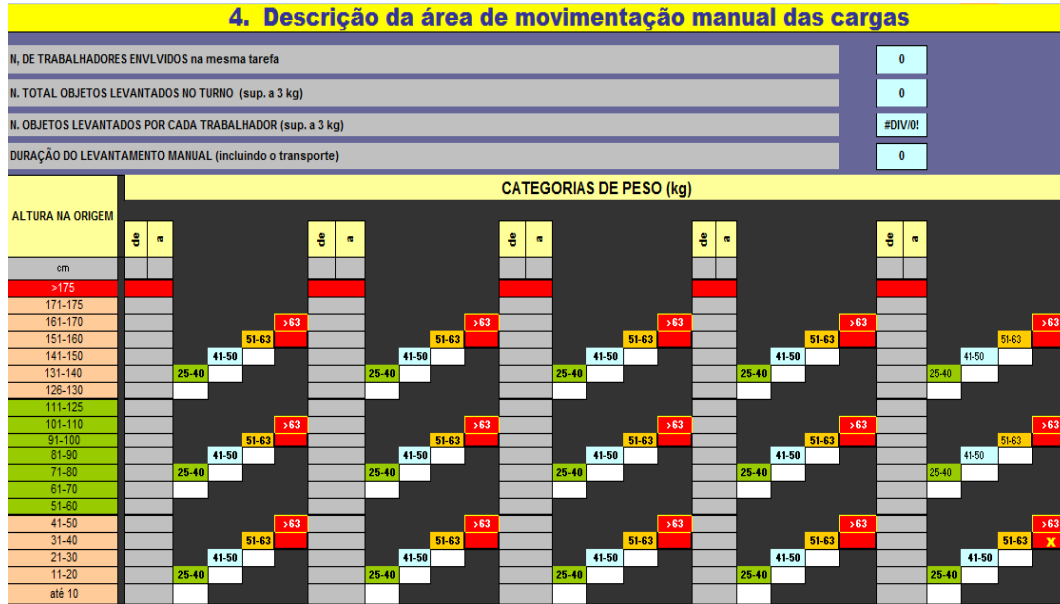 4. Descrição da área de movimentação manual das cargas
N, DE TRABALHADORES ENVLVIDOS na mesma tarefa 0
N. TOTAL OBJETOS LEVANTADOS NO TURNO (sup. a 3 kg) 0
N. OBJETOS LEVANTADOS POR CADA TRABALHADOR (sup. a 3 kg) #DIV/0!
DURAÇÃO DO LEVANTAMENTO MANUAL (incluindo o transporte) 0
CATEGORIAS DE PESO (kg)
ALTURA NA ORIGEM
de a de a de a de a de a
cm
>175
171-175
161-170 >63 >63 >63 >63 >63
151-160 51-63 51-63 51-63 51-63 51-63
141-150 41-50 41-50 41-50 41-50 41-50
131-140 25-40 25-40 25-40 25-40 25-40
126-130
111-125
101-110 >63 >63 >63 >63 >63
91-100 51-63 51-63 51-63 51-63 51-63
81-90 41-50 41-50 41-50 41-50 41-50
71-80 25-40 25-40 25-40 25-40 25-40
61-70
51-60
41-50 >63 >63 >63 >63 >63
31-40 51-63 51-63 51-63 51-63 51-63 X
21-30 41-50 41-50 41-50 41-50 41-50
11-20 25-40 25-40 25-40 25-40 25-40
até 10